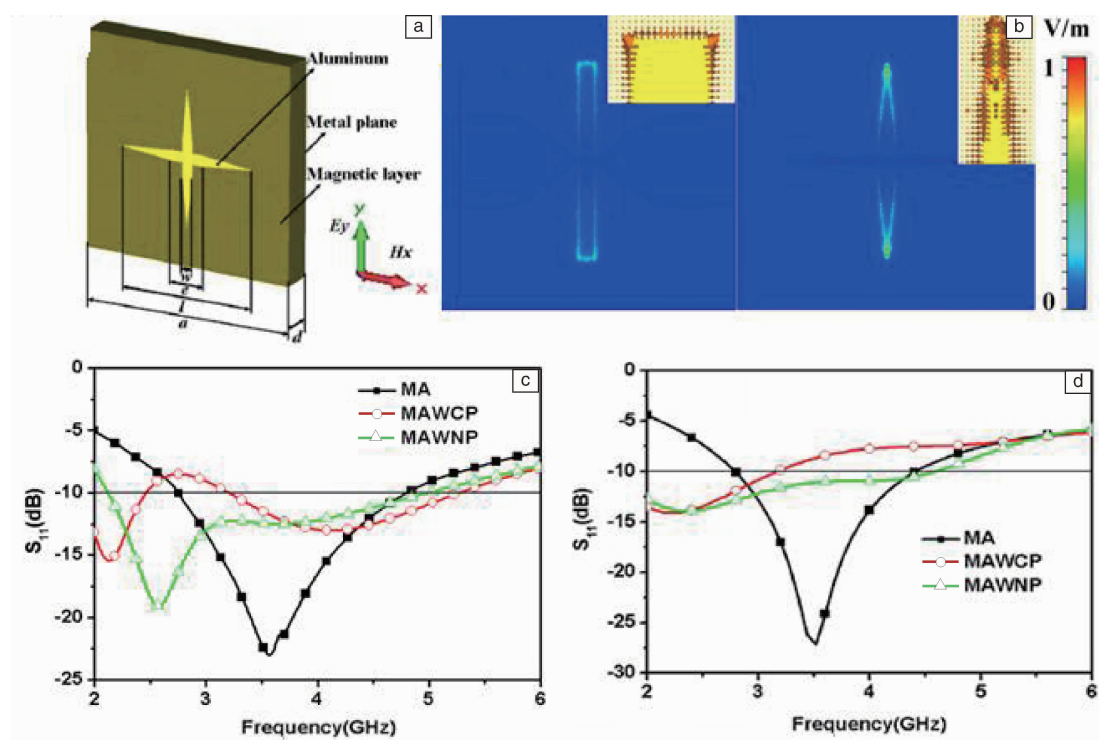 a
Aluminum
Metal plane
Magnetic layer
y
Ey
Hx
x
w
e
l
a
d
b
V/m
1
0
c
0
-5
-10
-15
-20
-25
S11(dB)
MA
MAWCP
MAWNP
2 3 4 5 6
Frequency(GHz)
d
0
-5
-10
-15
-20
-25
-30
S11(dB)
MA
MAWCP
MAWNP
2 3 4 5 6
Frequency(GHz)